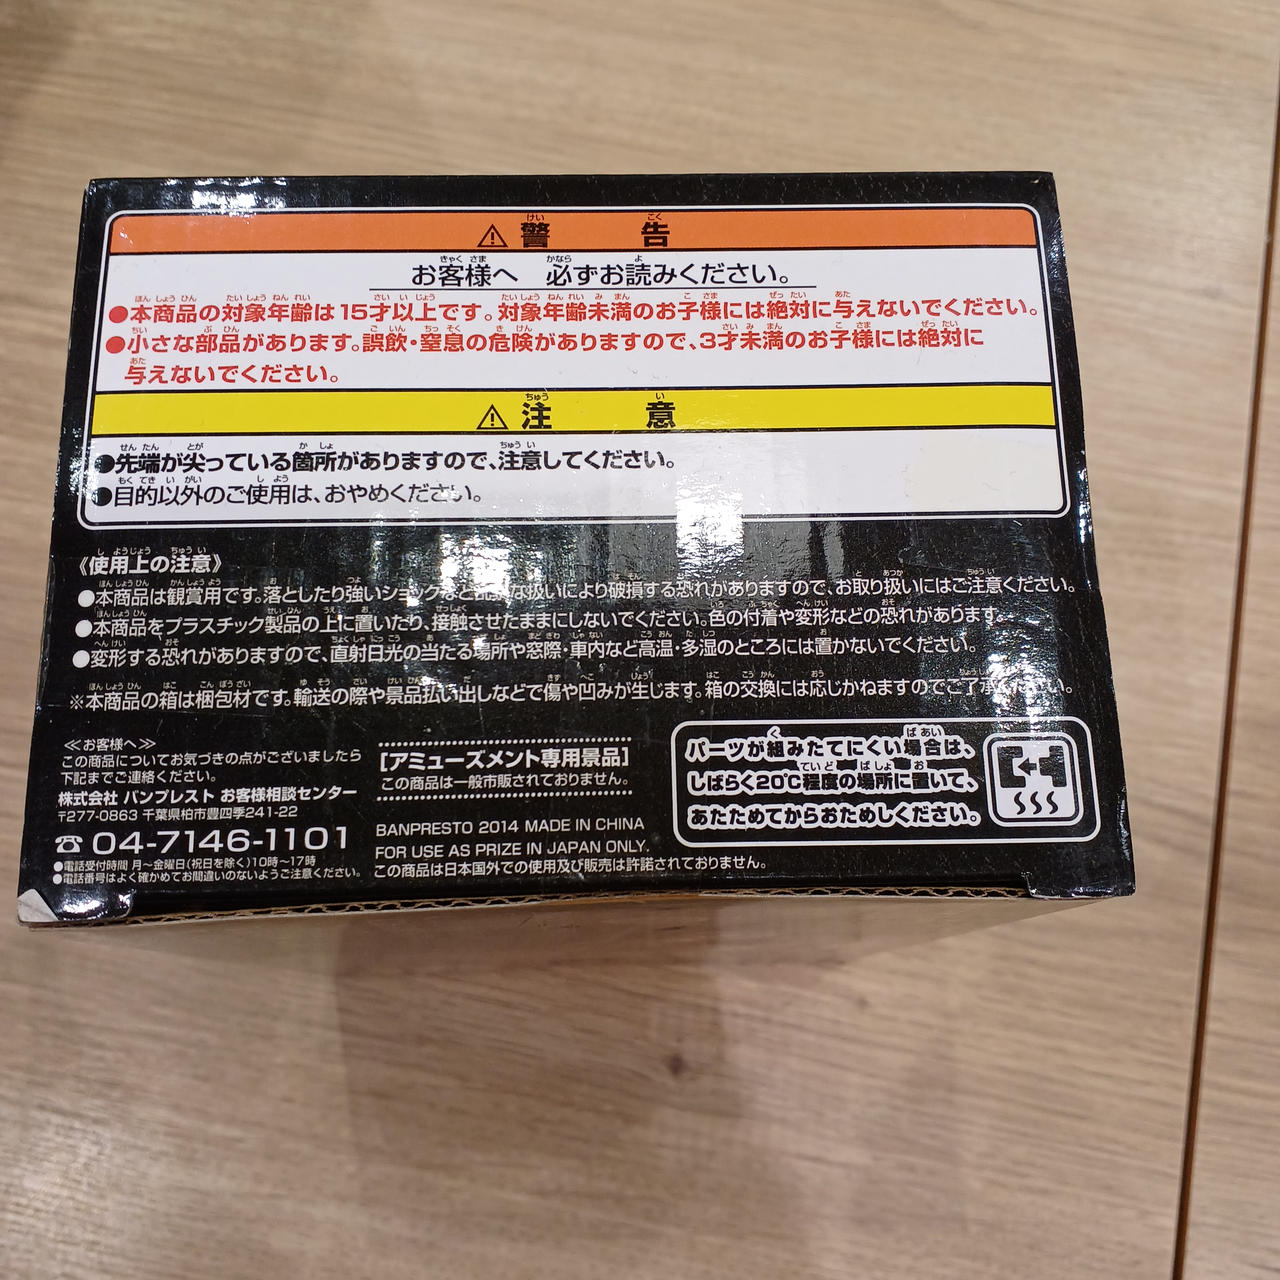 ⚠ 警告
お客様へ 必ずお読みください。
●本商品の対象年齢は15才以上です。対象年齢未満のお子様には絶対に与えないでください。
●小さな部品があります。誤飲・窒息の危険がありますので、3才未満のお子様には絶対に
与えないでください。
⚠ 注意
●先端が尖っている箇所がありますので、注意してください。
●目的以外のご使用は、おやめください。
《使用上の注意》
●本商品は観賞用です。落としたり強いショックなど乱暴な扱いにより破損する恐れがありますので、お取り扱いにはご注意ください。
●本商品をプラスチック製品の上に置いたり、接触させたままにしないでください。色の付着や変形などの恐れがあります。
●変形する恐れがありますので、直射日光の当たる場所や窓際・車内など高温・多湿のところには置かないでください。
※本商品の箱は梱包材です。輸送の際や景品払い出しなどで傷や凹みが生じます。箱の交換には応じかねますのでご了承ください。
≪お客様へ≫
この商品についてお気づきの点がございましたら
下記までご連絡ください。
株式会社 バンプレスト お客様相談センター
〒277-0863 千葉県柏市豊四季241-22
☎ 04-7146-1101
●電話受付時間 月〜金曜日(祝日を除く)10時〜17時
●電話番号はよく確かめてお間違いのないようご注意ください。
[アミューズメント専用景品]
この商品は一般市販されておりません。
BANPRESTO 2014 MADE IN CHINA
FOR USE AS PRIZE IN JAPAN ONLY.
この商品は日本国外での使用及び販売は許諾されておりません。
パーツが組みたてにくい場合は、
しばらく20℃程度の場所に置いて、
あたためてからおためしください。